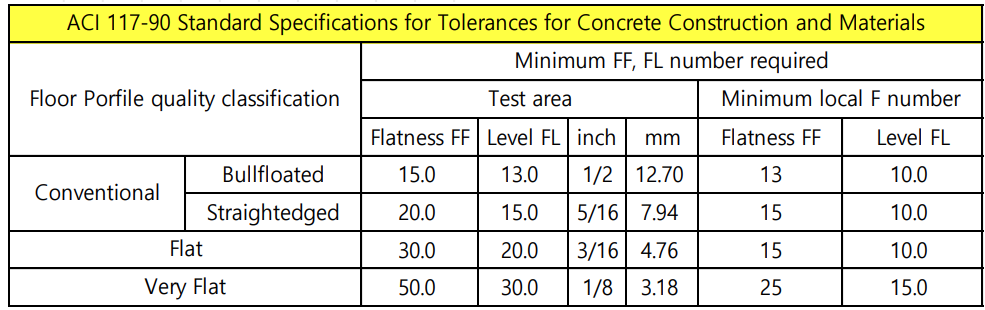 ACI 117-90 Standard Specifications for Tolerances for Concrete Construction and Materials
Floor Porfile quality classification
Minimum FF, FL number required
Test area Minimum local F number
Flatness FF Level FL inch mm Flatness FF Level FL
Conventional
Bullfloated 15.0 13.0 1/2 12.70 13 10.0
Straightedged 20.0 15.0 5/16 7.94 15 10.0
Flat 30.0 20.0 3/16 4.76 15 10.0
Very Flat 50.0 30.0 1/8 3.18 25 15.0